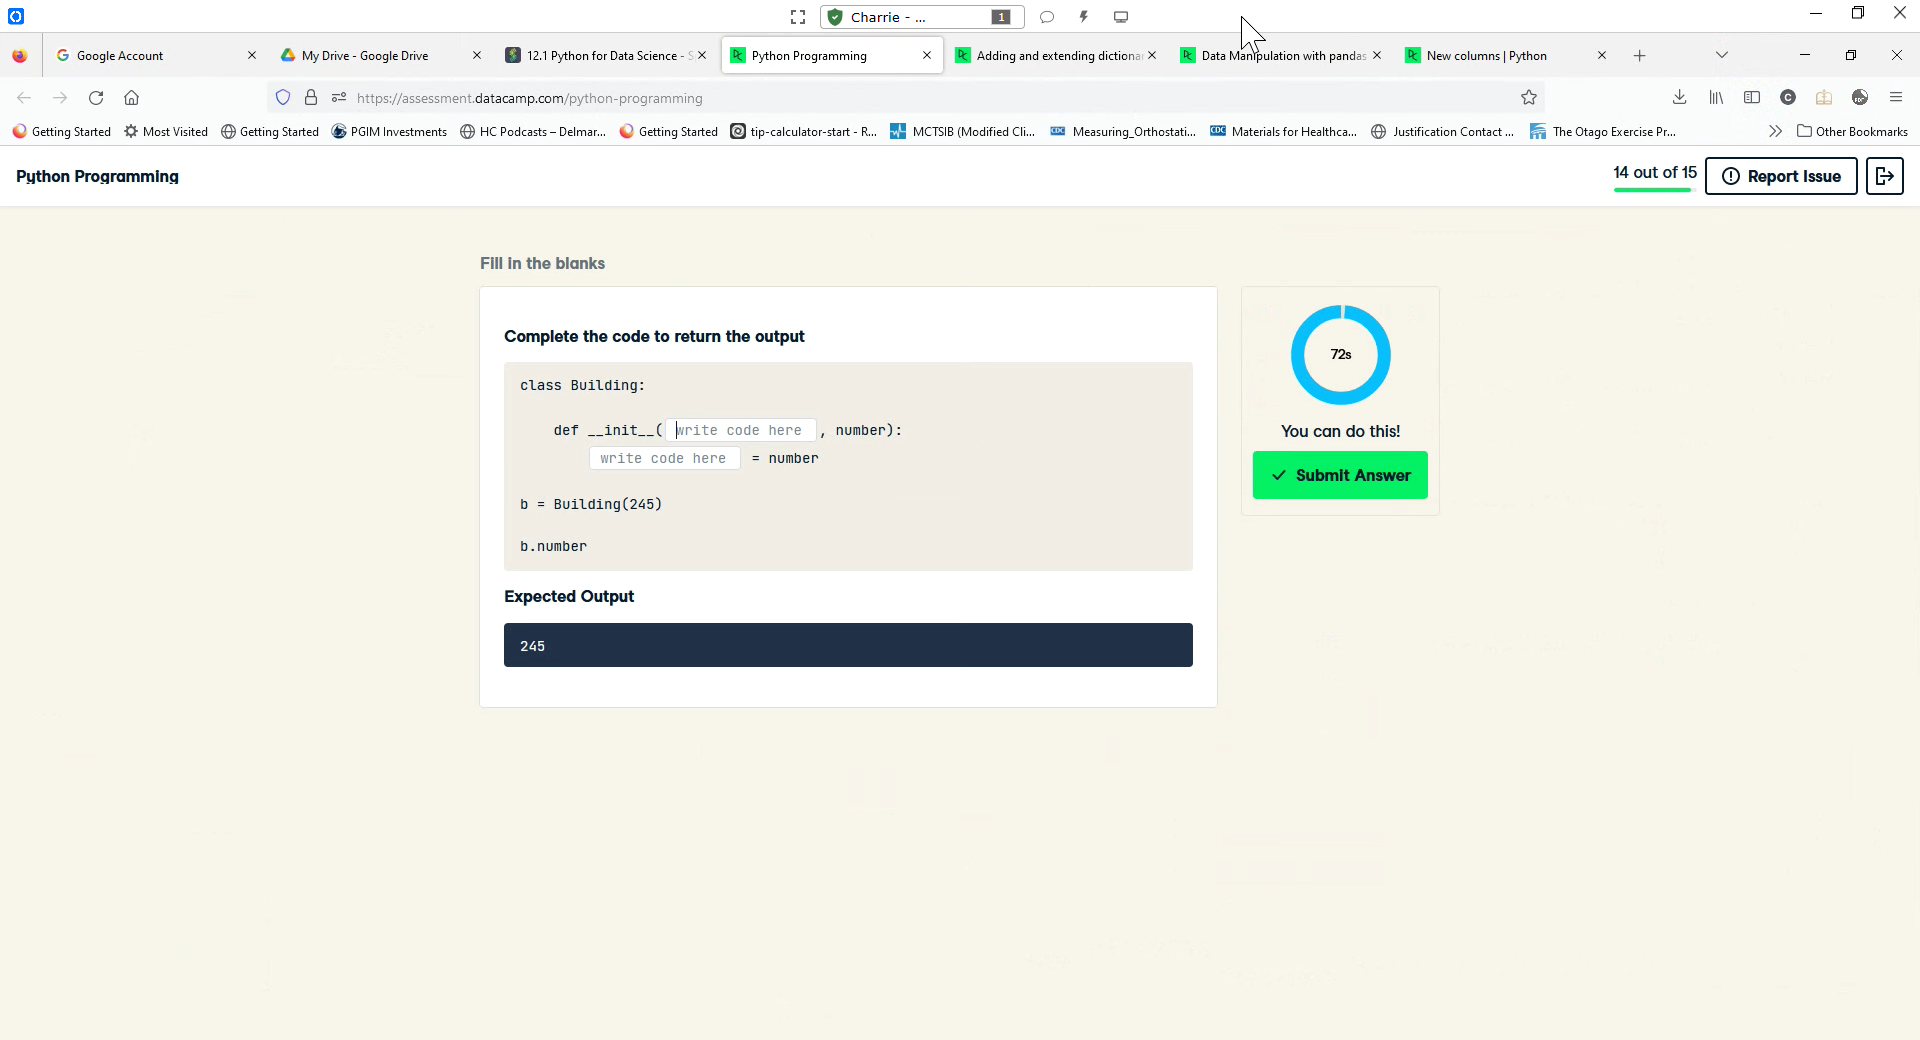 Charrie - ... 1
Google Account
My Drive - Google Drive
12.1 Python for Data Science - S
Python Programming
Adding and extending dictionar
Data Manipulation with pandas
New columns | Python
https://assessment.datacamp.com/python-programming
C
PDF
Getting Started
Most Visited
Getting Started
PGIM Investments
HC Podcasts – Delmar...
Getting Started
tip-calculator-start - R...
MCTSIB (Modified Cli...
CDC
Measuring_Orthostati...
CDC
Materials for Healthca...
Justification Contact ...
The Otago Exercise Pr...
Other Bookmarks
Python Programming
14 out of 15
Report Issue
Fill in the blanks
Complete the code to return the output
class Building:
def __init__( write code here , number):
write code here = number
b = Building(245)
b.number
Expected Output
245
72s
You can do this!
Submit Answer